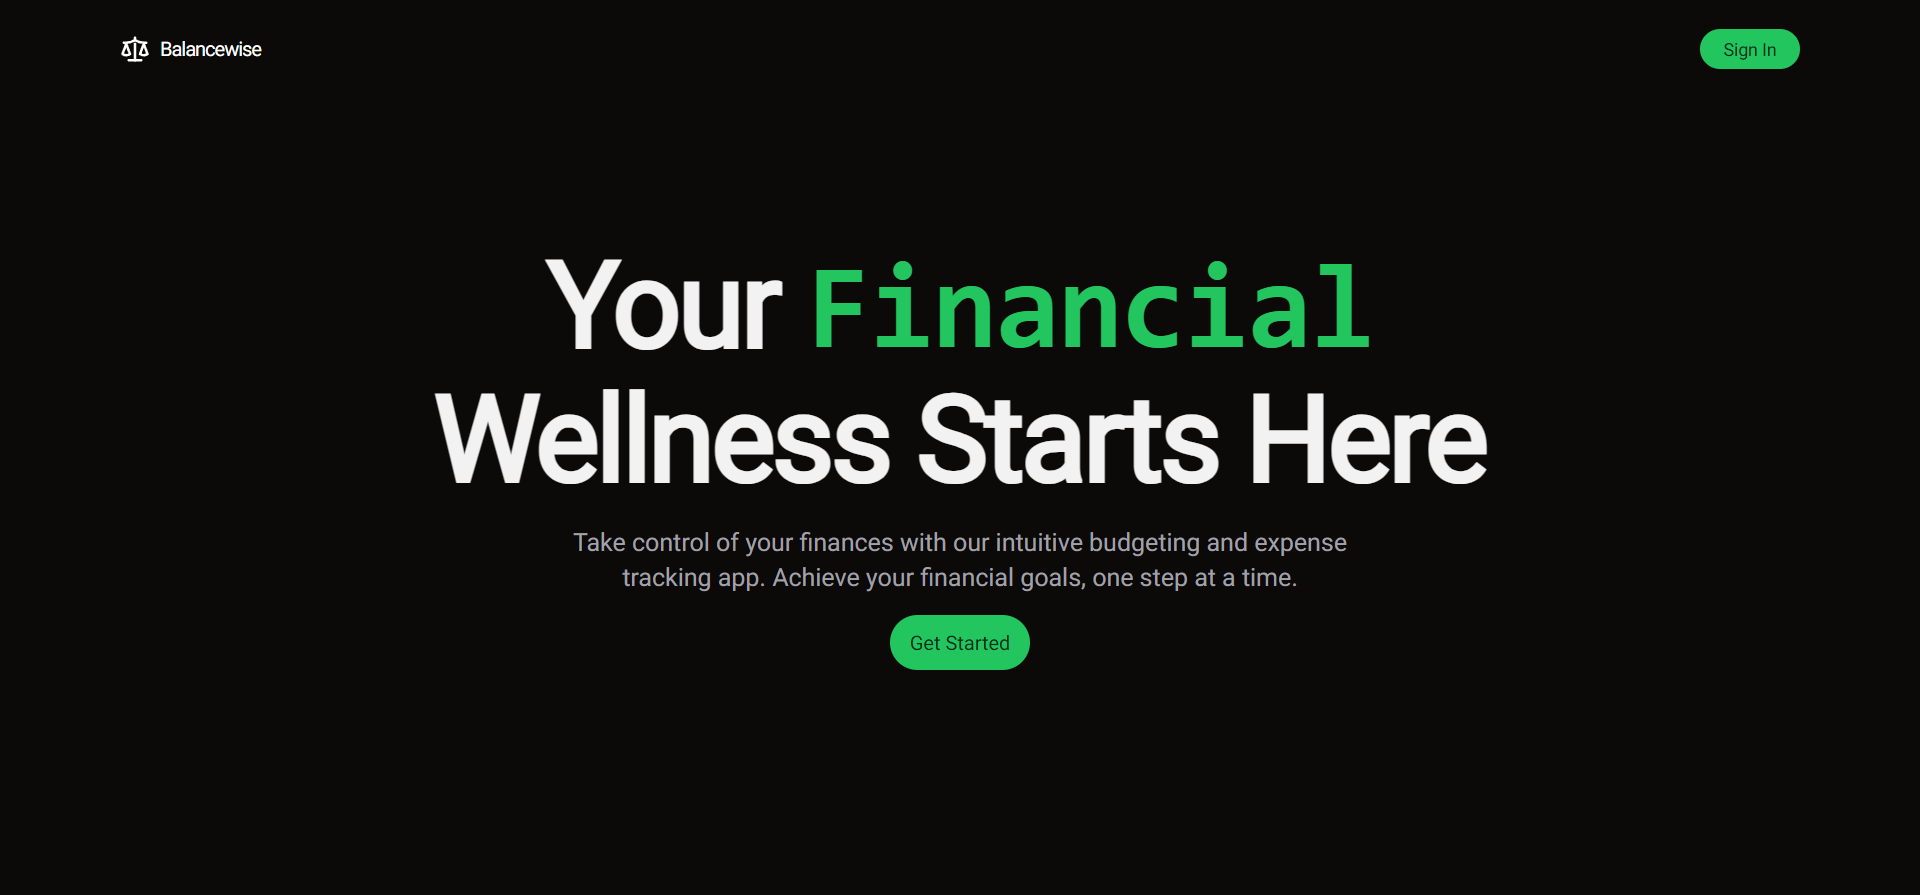 Balancewise
Sign In
Your Financial
Wellness Starts Here
Take control of your finances with our intuitive budgeting and expense
tracking app. Achieve your financial goals, one step at a time.
Get Started